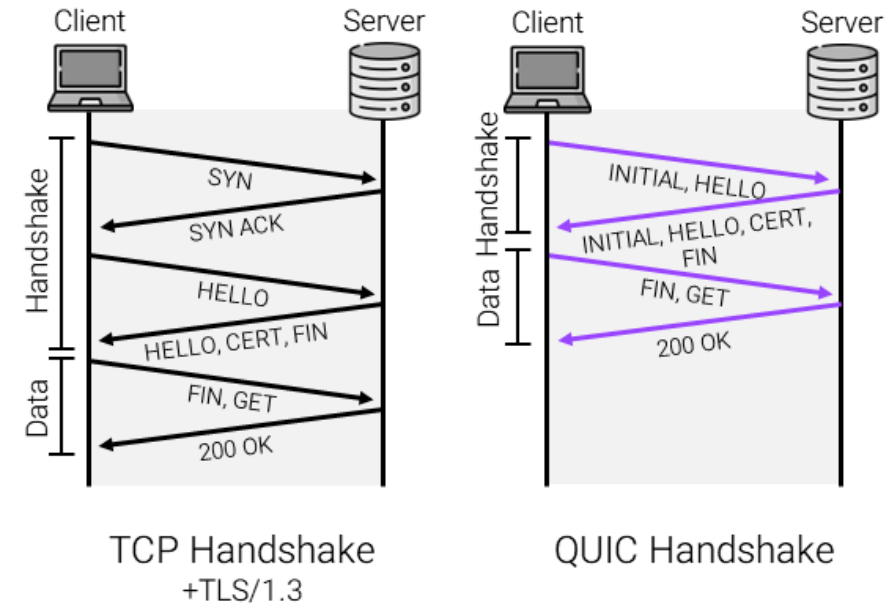 Client
Server
Handshake
SYN
SYN ACK
HELLO
HELLO, CERT, FIN
Data
FIN, GET
200 OK
TCP Handshake
+TLS/1.3
Client
Server
Handshake
INITIAL, HELLO
INITIAL, HELLO, CERT,
FIN
Data
FIN, GET
200 OK
QUIC Handshake